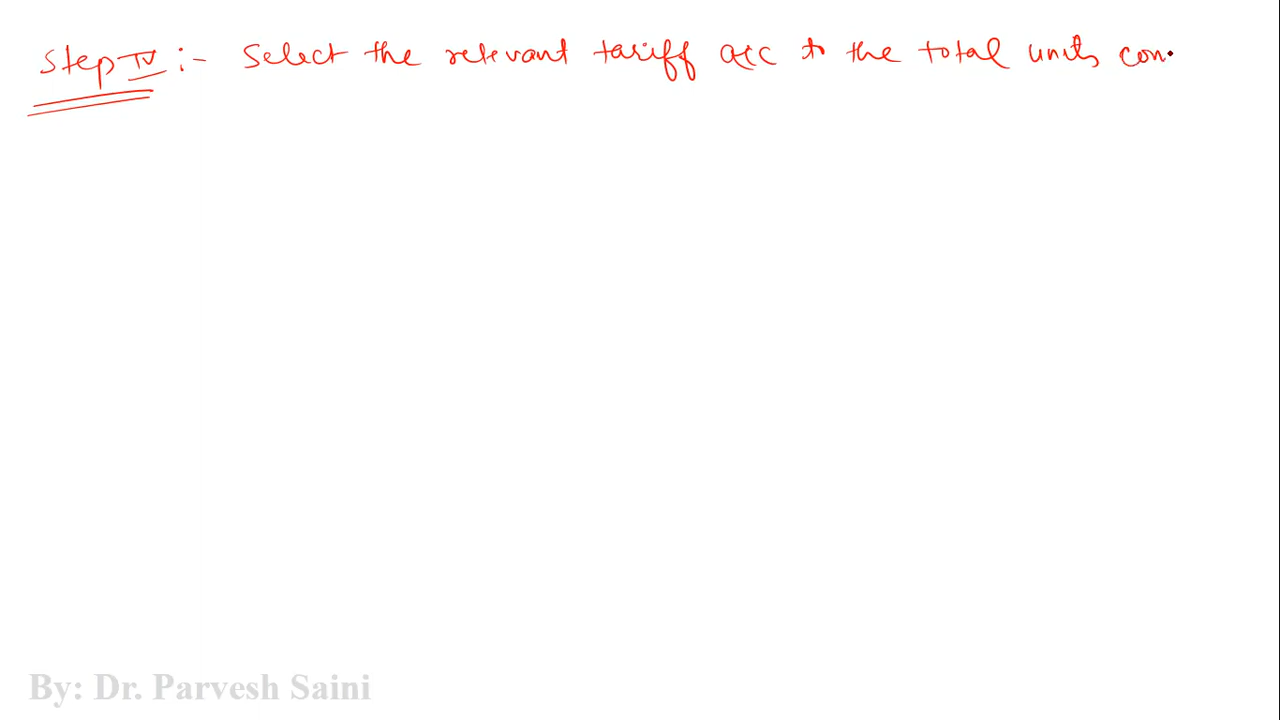 Step IV :- Select the relevant tariff acc to the total units con
By: Dr. Parvesh Saini